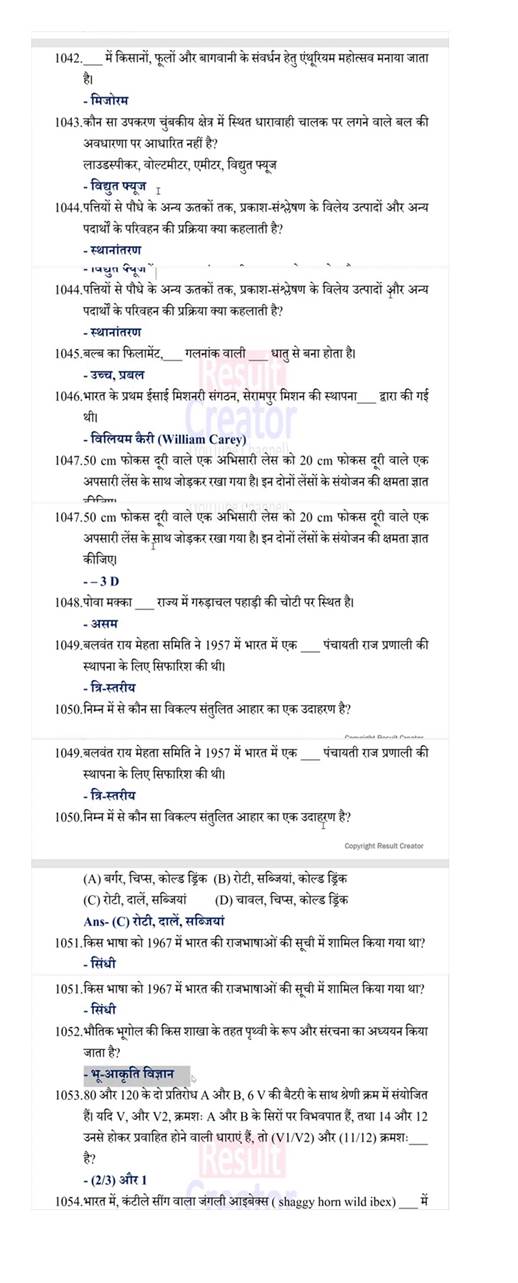 1042.___ में किसानों, फूलों और बागवानी के संवर्धन हेतु एंथूरियम महोत्सव मनाया जाता
है।
- मिजोरम
1043.कौन सा उपकरण चुंबकीय क्षेत्र में स्थित धारावाही चालक पर लगने वाले बल की
अवधारणा पर आधारित नहीं है?
लाउडस्पीकर, वोल्टमीटर, एमीटर, विद्युत फ्यूज
- विद्युत फ्यूज
1044.पत्तियों से पौधे के अन्य ऊतकों तक, प्रकाश-संश्लेषण के विलेय उत्पादों और अन्य
पदार्थों के परिवहन की प्रक्रिया क्या कहलाती है?
- स्थानांतरण
- विद्युत फ्यूज
1044.पत्तियों से पौधे के अन्य ऊतकों तक, प्रकाश-संश्लेषण के विलेय उत्पादों और अन्य
पदार्थों के परिवहन की प्रक्रिया क्या कहलाती है?
- स्थानांतरण
1045.बल्ब का फिलामेंट,___ गलनांक वाली ___ धातु से बना होता है।
- उच्च, प्रबल
Result
1046.भारत के प्रथम ईसाई मिशनरी संगठन, सेरामपुर मिशन की स्थापना___ द्वारा की गई
थी।
Creator
- विलियम कैरी (William Carey)
1047.50 cm फोकस दूरी वाले एक अभिसारी लेंस को 20 cm फोकस दूरी वाले एक
अपसारी लेंस के साथ जोड़कर रखा गया है। इन दोनों लेंसों के संयोजन की क्षमता ज्ञात
कीजिए।
1047.50 cm फोकस दूरी वाले एक अभिसारी लेंस को 20 cm फोकस दूरी वाले एक
अपसारी लेंस के साथ जोड़कर रखा गया है। इन दोनों लेंसों के संयोजन की क्षमता ज्ञात
कीजिए।
- – 3 D
1048.पोवा मक्का ___ राज्य में गरुड़ाचल पहाड़ी की चोटी पर स्थित है।
- असम
1049.बलवंत राय मेहता समिति ने 1957 में भारत में एक ___ पंचायती राज प्रणाली की
स्थापना के लिए सिफारिश की थी।
- त्रि-स्तरीय
1050.निम्न में से कौन सा विकल्प संतुलित आहार का एक उदाहरण है?
Copyright Result Creator
1049.बलवंत राय मेहता समिति ने 1957 में भारत में एक ___ पंचायती राज प्रणाली की
स्थापना के लिए सिफारिश की थी।
- त्रि-स्तरीय
1050.निम्न में से कौन सा विकल्प संतुलित आहार का एक उदाहरण है?
Copyright Result Creator
(A) बर्गर, चिप्स, कोल्ड ड्रिंक (B) रोटी, सब्जियां, कोल्ड ड्रिंक
(C) रोटी, दालें, सब्जियां (D) चावल, चिप्स, कोल्ड ड्रिंक
Ans- (C) रोटी, दालें, सब्जियां
1051.किस भाषा को 1967 में भारत की राजभाषाओं की सूची में शामिल किया गया था?
- सिंधी
1051.किस भाषा को 1967 में भारत की राजभाषाओं की सूची में शामिल किया गया था?
- सिंधी
1052.भौतिक भूगोल की किस शाखा के तहत पृथ्वी के रूप और संरचना का अध्ययन किया
जाता है?
- भू-आकृति विज्ञान
1053.80 और 120 के दो प्रतिरोध A और B, 6 V की बैटरी के साथ श्रेणी क्रम में संयोजित
हैं। यदि V, और V2, क्रमशः A और B के सिरों पर विभवपात हैं, तथा 14 और 12
उनसे होकर प्रवाहित होने वाली धाराएं हैं, तो (V1/V2) और (11/12) क्रमशः___
है?
Result
- (2/3) और 1
Creator
1054.भारत में, कंटीले सींग वाला जंगली आइबेक्स ( shaggy horn wild ibex) ___ में